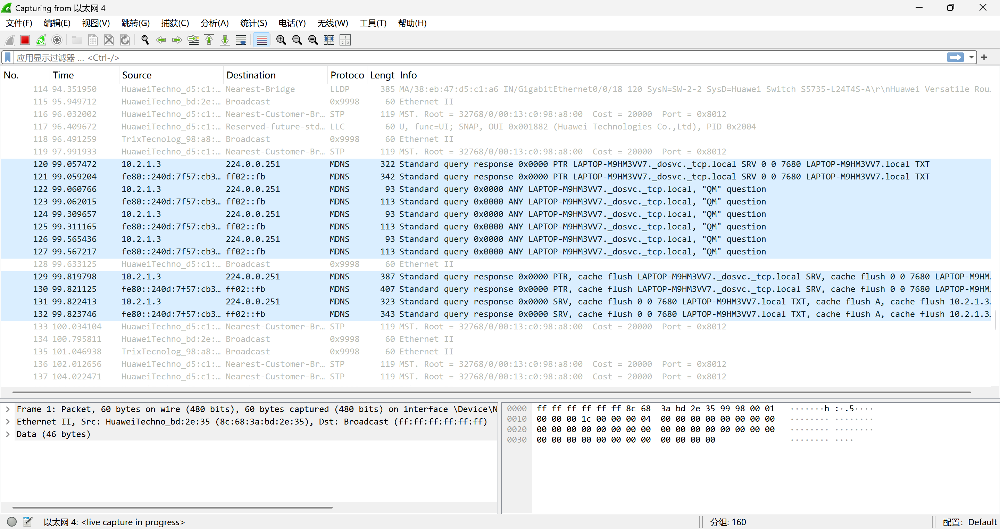 Capturing from 以太网 4
文件(F) 编辑(E) 视图(V) 跳转(G) 捕获(C) 分析(A) 统计(S) 电话(Y) 无线(W) 工具(T) 帮助(H)
应用显示过滤器 … <Ctrl-/>
No. Time Source Destination Protoco Lengt Info
114 94.351950 HuaweiTechno_d5:c1:… Nearest-Bridge LLDP 385 MA/38:eb:47:d5:c1:a6 IN/GigabitEthernet0/0/18 120 SysN=SW-2-2 SysD=Huawei Switch S5735-L24T4S-A\r\nHuawei Versatile Rou…
115 95.949712 HuaweiTechno_bd:2e:… Broadcast 0x9998 60 Ethernet II
116 96.032002 HuaweiTechno_d5:c1:… Nearest-Customer-Br… STP 119 MST. Root = 32768/0/00:13:c0:98:a8:00 Cost = 20000 Port = 0x8012
117 96.409672 HuaweiTechno_d5:c1:… Reserved-future-std… LLC 60 U, func=UI; SNAP, OUI 0x001882 (Huawei Technologies Co.,Ltd), PID 0x2004
118 96.491259 TrixTecnolog_98:a8:… Broadcast 0x9998 60 Ethernet II
119 97.991933 HuaweiTechno_d5:c1:… Nearest-Customer-Br… STP 119 MST. Root = 32768/0/00:13:c0:98:a8:00 Cost = 20000 Port = 0x8012
120 99.057472 10.2.1.3 224.0.0.251 MDNS 322 Standard query response 0x0000 PTR LAPTOP-M9HM3VV7._dosvc._tcp.local SRV 0 0 7680 LAPTOP-M9HM3VV7.local TXT
121 99.059204 fe80::240d:7f57:cb3… ff02::fb MDNS 342 Standard query response 0x0000 PTR LAPTOP-M9HM3VV7._dosvc._tcp.local SRV 0 0 7680 LAPTOP-M9HM3VV7.local TXT
122 99.060766 10.2.1.3 224.0.0.251 MDNS 93 Standard query 0x0000 ANY LAPTOP-M9HM3VV7._dosvc._tcp.local, "QM" question
123 99.062015 fe80::240d:7f57:cb3… ff02::fb MDNS 113 Standard query 0x0000 ANY LAPTOP-M9HM3VV7._dosvc._tcp.local, "QM" question
124 99.309657 10.2.1.3 224.0.0.251 MDNS 93 Standard query 0x0000 ANY LAPTOP-M9HM3VV7._dosvc._tcp.local, "QM" question
125 99.311165 fe80::240d:7f57:cb3… ff02::fb MDNS 113 Standard query 0x0000 ANY LAPTOP-M9HM3VV7._dosvc._tcp.local, "QM" question
126 99.565436 10.2.1.3 224.0.0.251 MDNS 93 Standard query 0x0000 ANY LAPTOP-M9HM3VV7._dosvc._tcp.local, "QM" question
127 99.567217 fe80::240d:7f57:cb3… ff02::fb MDNS 113 Standard query 0x0000 ANY LAPTOP-M9HM3VV7._dosvc._tcp.local, "QM" question
128 99.633125 HuaweiTechno_d5:c1:… Broadcast 0x9998 60 Ethernet II
129 99.819798 10.2.1.3 224.0.0.251 MDNS 387 Standard query response 0x0000 PTR, cache flush LAPTOP-M9HM3VV7._dosvc._tcp.local SRV, cache flush 0 0 7680 LAPTOP-M9HM…
130 99.821125 fe80::240d:7f57:cb3… ff02::fb MDNS 407 Standard query response 0x0000 PTR, cache flush LAPTOP-M9HM3VV7._dosvc._tcp.local SRV, cache flush 0 0 7680 LAPTOP-M9HM…
131 99.822413 10.2.1.3 224.0.0.251 MDNS 323 Standard query response 0x0000 SRV, cache flush 0 0 7680 LAPTOP-M9HM3VV7.local TXT, cache flush A, cache flush 10.2.1.3…
132 99.823746 fe80::240d:7f57:cb3… ff02::fb MDNS 343 Standard query response 0x0000 SRV, cache flush 0 0 7680 LAPTOP-M9HM3VV7.local TXT, cache flush A, cache flush 10.2.1.3…
133 100.034104 HuaweiTechno_d5:c1:… Nearest-Customer-Br… STP 119 MST. Root = 32768/0/00:13:c0:98:a8:00 Cost = 20000 Port = 0x8012
134 100.795811 HuaweiTechno_bd:2e:… Broadcast 0x9998 60 Ethernet II
135 101.046938 TrixTecnolog_98:a8:… Broadcast 0x9998 60 Ethernet II
136 102.012656 HuaweiTechno_d5:c1:… Nearest-Customer-Br… STP 119 MST. Root = 32768/0/00:13:c0:98:a8:00 Cost = 20000 Port = 0x8012
137 104.022471 HuaweiTechno_d5:c1:… Nearest-Customer-Br… STP 119 MST. Root = 32768/0/00:13:c0:98:a8:00 Cost = 20000 Port = 0x8012
Frame 1: Packet, 60 bytes on wire (480 bits), 60 bytes captured (480 bits) on interface \Device\N
Ethernet II, Src: HuaweiTechno_bd:2e:35 (8c:68:3a:bd:2e:35), Dst: Broadcast (ff:ff:ff:ff:ff:ff)
Data (46 bytes)
0000 ff ff ff ff ff ff 8c 68 3a bd 2e 35 99 98 00 01 ·······h :·.5····
0010 00 00 00 1c 00 00 00 04 00 00 00 00 00 00 00 00 ········ ········
0020 00 00 00 00 00 00 00 00 00 00 00 00 00 00 00 00 ········ ········
0030 00 00 00 00 00 00 00 00 00 00 00 00 ········ ····
以太网 4: <live capture in progress>
分组: 160
配置: Default